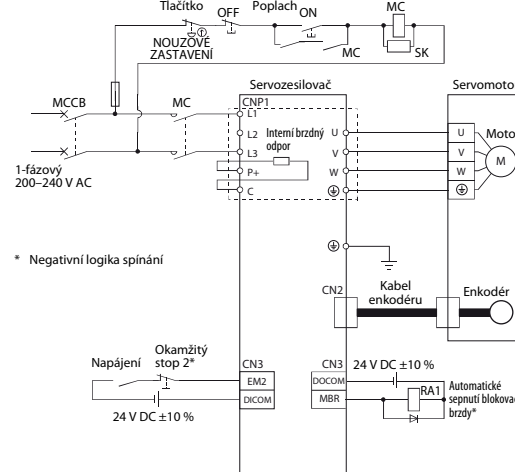 Tlačítko
OFF
Poplach
ON
MC
NOUZOVÉ
ZASTAVENÍ
MC
SK
Servozesilovač
Servomoto
MCCB
MC
CNP1
L1
L2
Interní brzdný
odpor
L3
P+
C
U
V
W
U
V
W
Moto
M
1-fázový
200–240 V AC
* Negativní logika spínání
CN2
Kabel
enkodéru
Enkodér
Napájení
Okamžitý
stop 2*
CN3
EM2
DICOM
24 V DC ±10 %
CN3
24 V DC ±10 %
DOCOM
MBR
RA1
Automatické
sepnutí blokovac
brzdy*